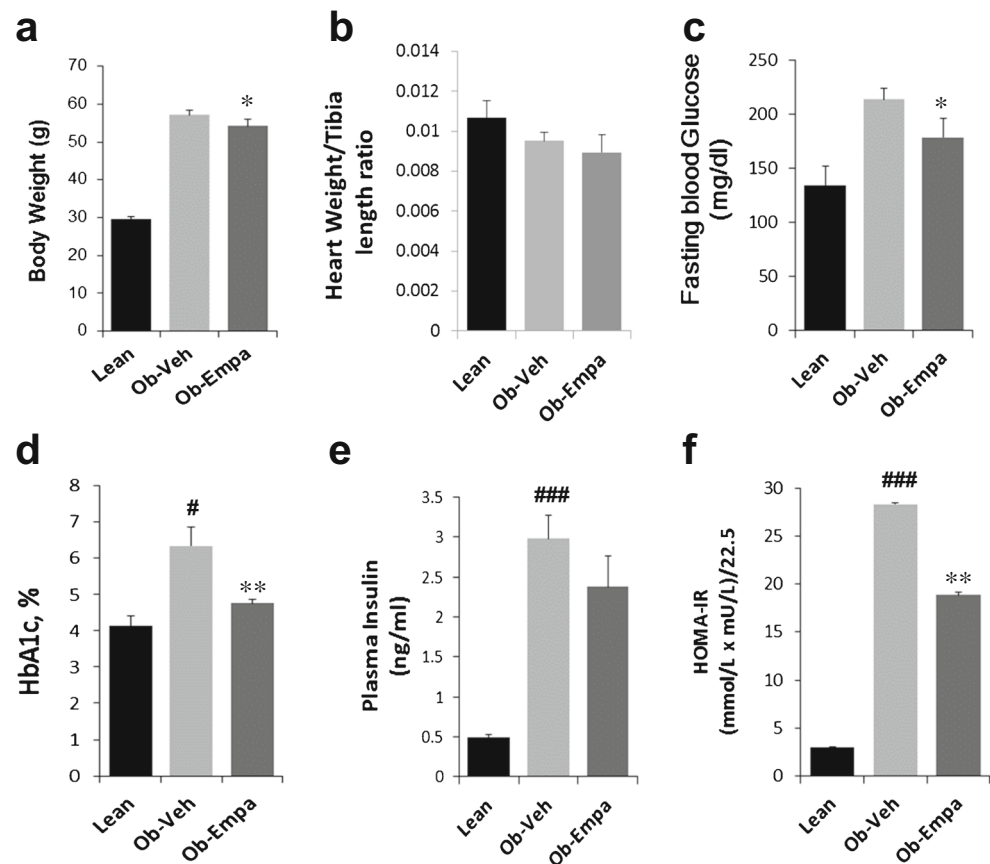 a
Body Weight (g)
70
60
50
40
30
20
10
0
*
Lean
Ob-Veh
Ob-Empa
b
Heart Weight/Tibia
length ratio
0.014
0.012
0.01
0.008
0.006
0.004
0.002
0
Lean
Ob-Veh
Ob-Empa
c
Fasting blood Glucose
(mg/dl)
250
200
150
100
50
0
*
Lean
Ob-Veh
Ob-Empa
d
HbA1c, %
8
7
6
5
4
3
2
1
0
#
**
Lean
Ob-Veh
Ob-Empa
e
Plasma Insulin
(ng/ml)
3.5
3
2.5
2
1.5
1
0.5
0
###
Lean
Ob-Veh
Ob-Empa
f
HOMA-IR
(mmol/L x mU/L)/22.5
30
25
20
15
10
5
0
###
**
Lean
Ob-Veh
Ob-Empa